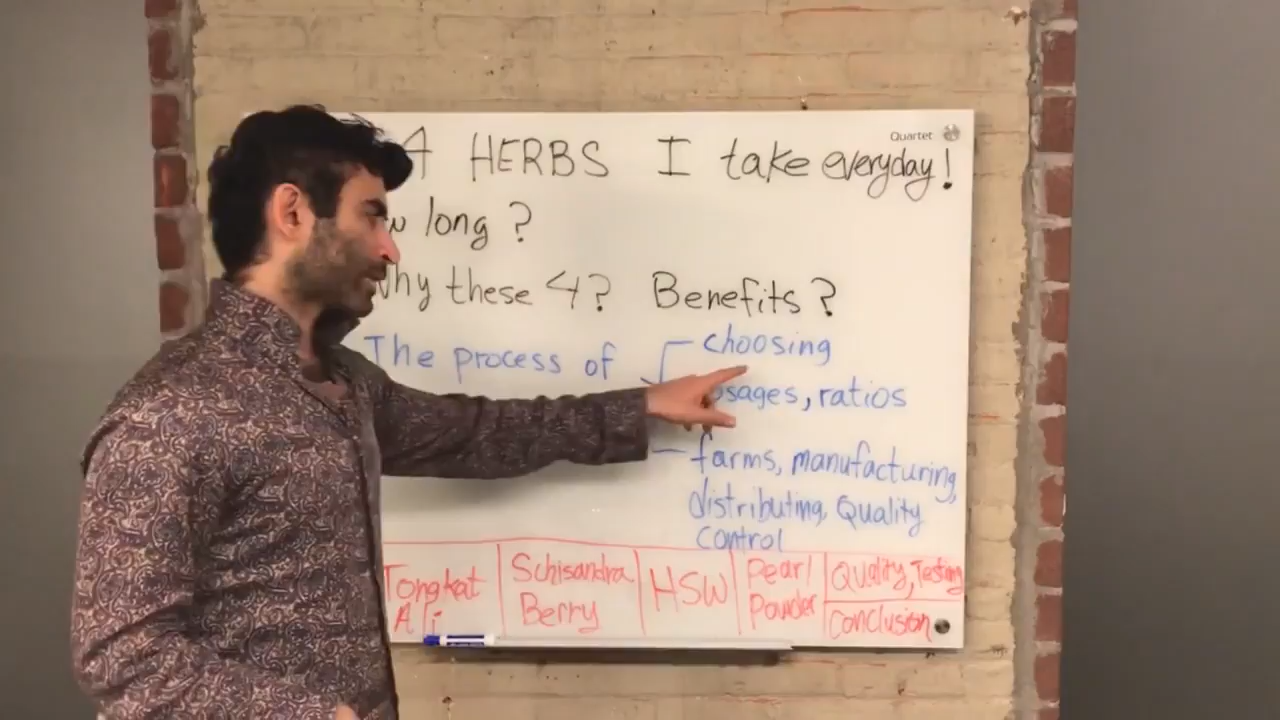 Quartet
4 HERBS I take everyday!
w long?
Why these 4? Benefits?
The process of
choosing
osages, ratios
farms, manufacturing,
distributing, Quality
control
Tongkat
Ali
Schisandra
Berry
HSW
Pearl
Powder
Quality, Testing
Conclusion